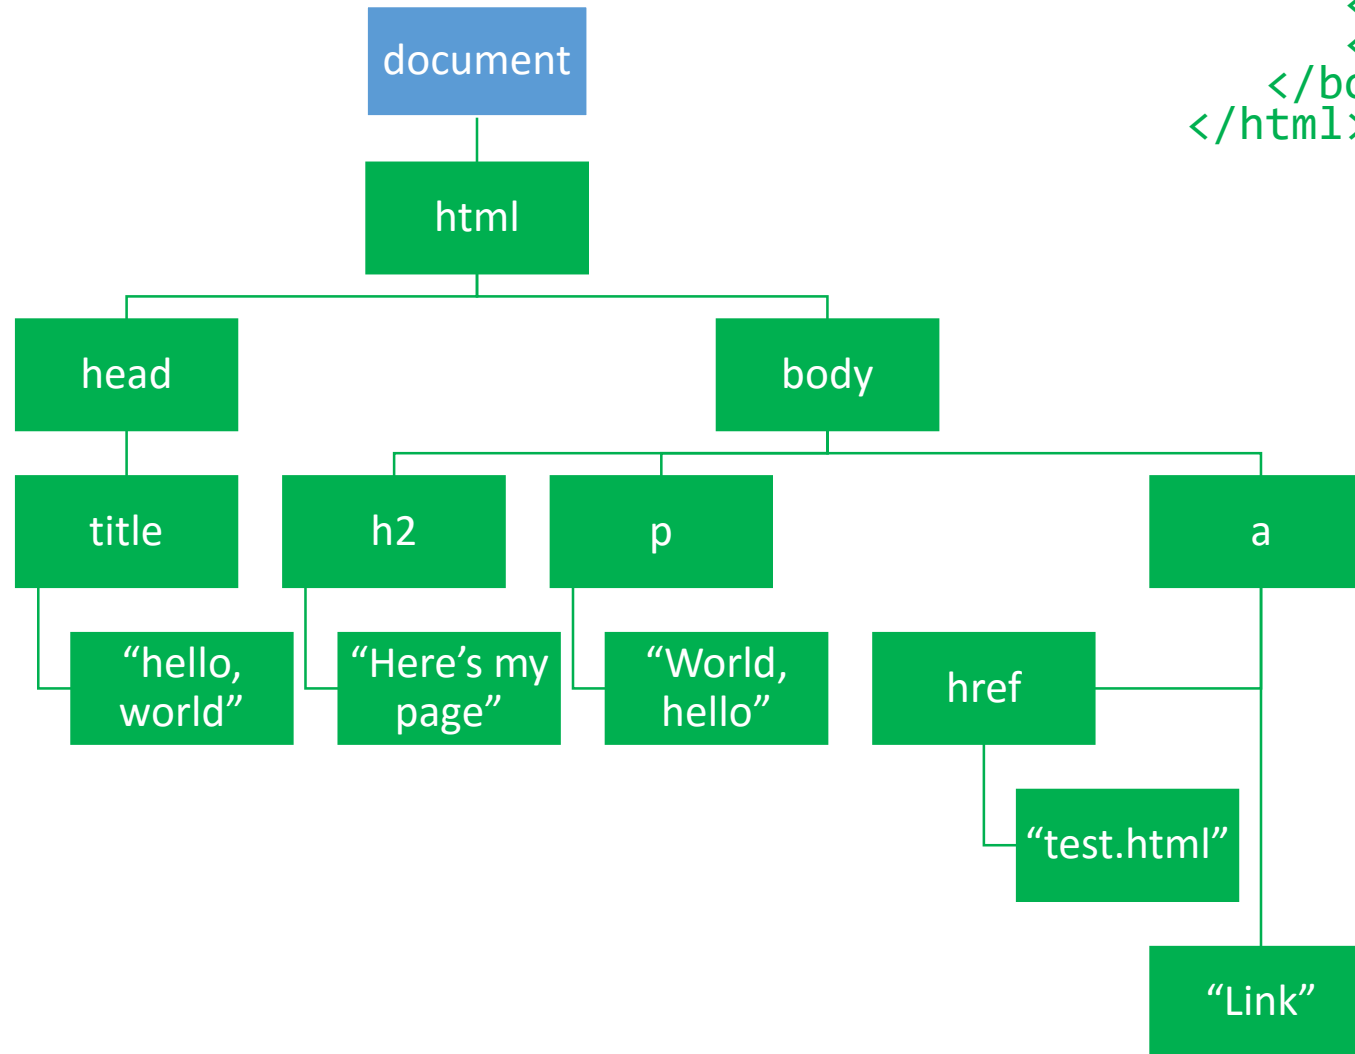 document
</html>
html
head
body
title
h2
p
a
“hello,
world”
“Here’s my
page”
“World,
hello”
href
“test.html”
“Link”